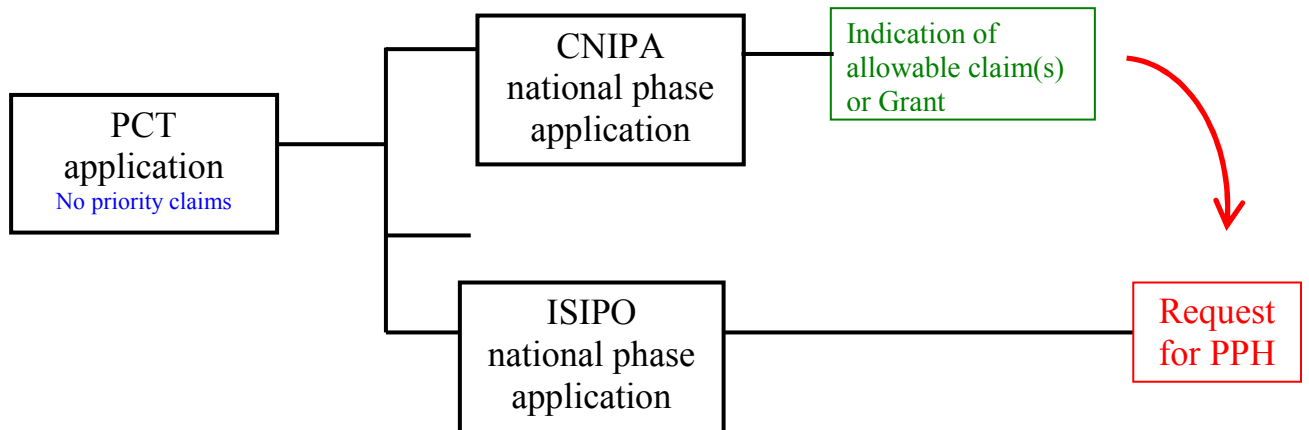 PCT
application
No priority claims
CNIPA
national phase
application
Indication of
allowable claim(s)
or Grant
ISIPO
national phase
application
Request
for PPH